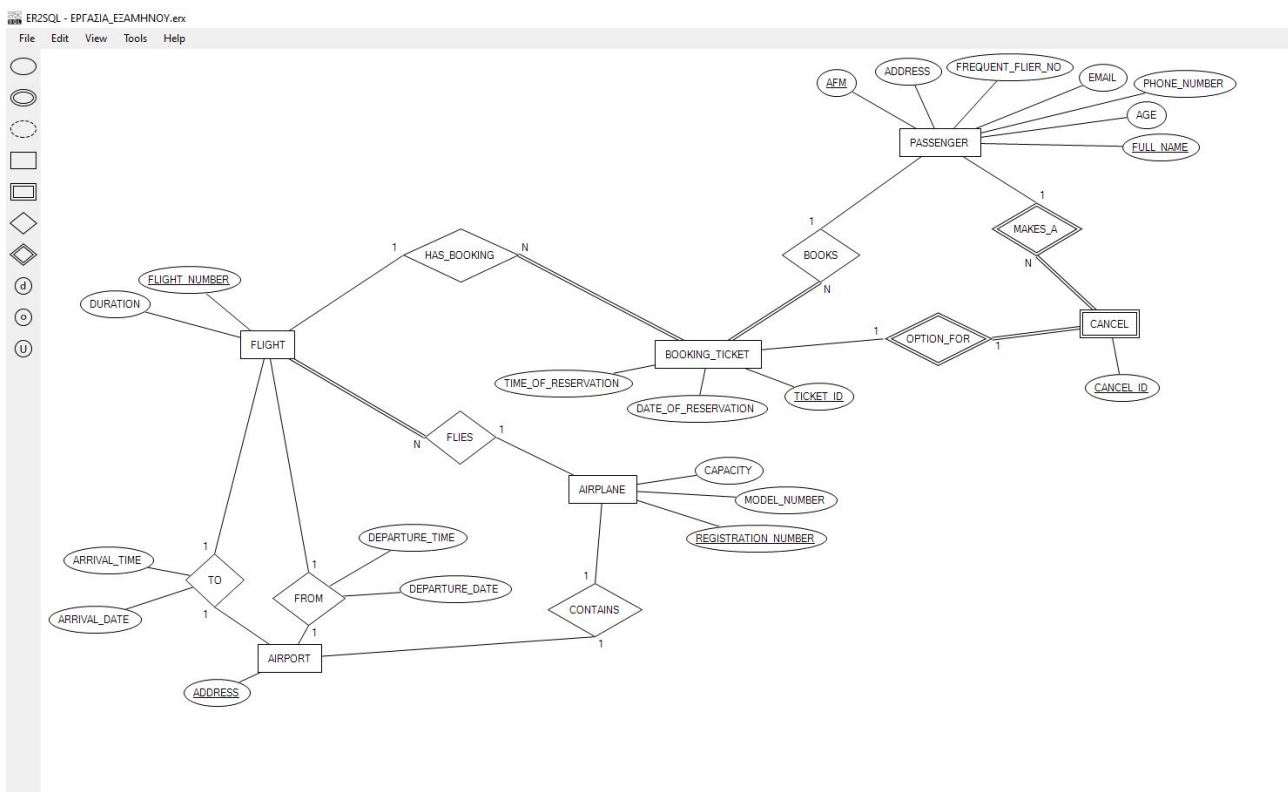 ER2SQL - ΕΡΓΑΣΙΑ_ΕΞΑΜΗΝΟΥ.erx
File Edit View Tools Help
AFM
ADDRESS
FREQUENT_FLIER_NO
EMAIL
PHONE_NUMBER
AGE
FULL_NAME
PASSENGER
1
1
MAKES_A
N
BOOKS
N
1
HAS_BOOKING
N
FLIGHT_NUMBER
DURATION
FLIGHT
BOOKING_TICKET
1
OPTION_FOR
1
CANCEL
CANCEL_ID
TIME_OF_RESERVATION
DATE_OF_RESERVATION
TICKET_ID
N
FLIES
1
AIRPLANE
CAPACITY
MODEL_NUMBER
REGISTRATION_NUMBER
DEPARTURE_TIME
DEPARTURE_DATE
ARRIVAL_TIME
ARRIVAL_DATE
1
TO
1
1
FROM
1
1
CONTAINS
1
AIRPORT
ADDRESS
d
o
U